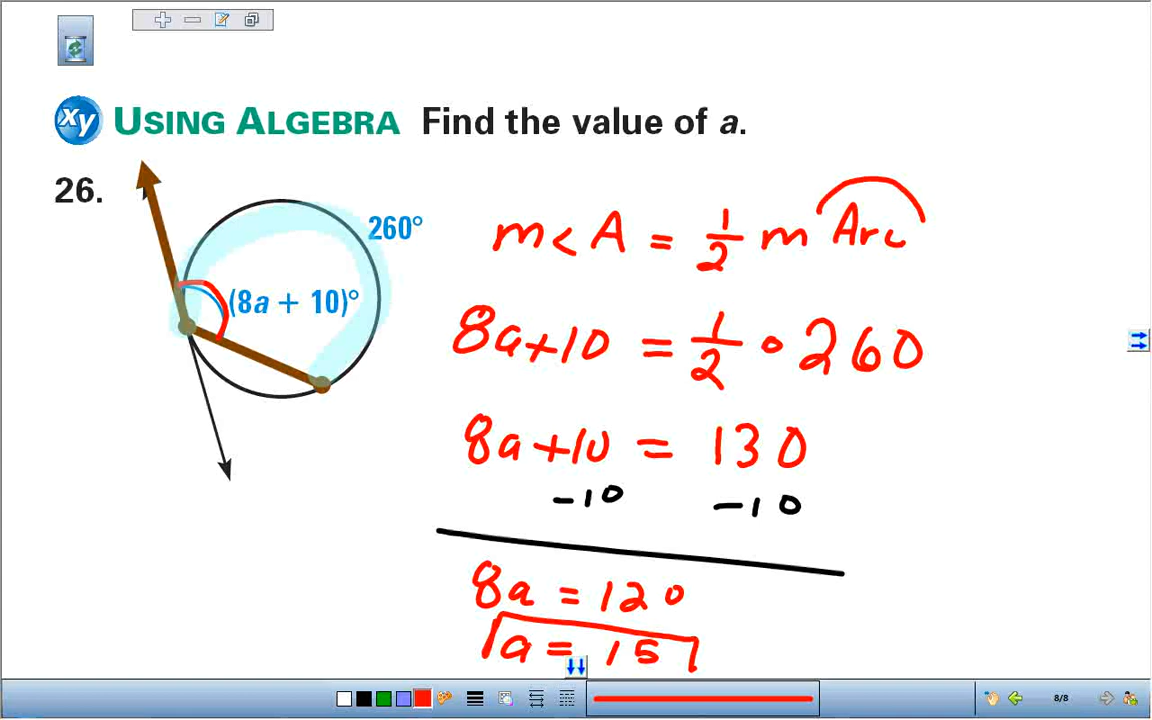 xy USING ALGEBRA Find the value of a.
26.
260°
(8a + 10)°
m< A = 1/2 m Arc
8a+10 = 1/2 • 260
8a+10 = 130
-10 -10
8a = 120
a = 15
8/8